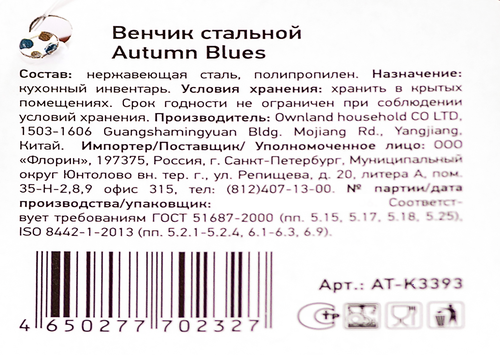 Венчик стальной
Autumn Blues
Состав: нержавеющая сталь, полипропилен. Назначение:
кухонный инвентарь. Условия хранения: хранить в крытых
помещениях. Срок годности не ограничен при соблюдении
условий хранения. Производитель: Ownland household CO LTD,
1503-1606 Guangshamingyuan Bldg. Mojiang Rd., Yangjiang,
Китай. Импортер/Поставщик/ Уполномоченное лицо: ООО
«Флорин», 197375, Россия, г. Санкт-Петербург, Муниципальный
округ Юнтолово вн. тер. г., ул. Репищева, д. 20, литера А, пом.
35-Н-2,8,9 офис 315, тел: (812)407-13-00. № партии/дата
производства/упаковщик: Соответст-
вует требованиям ГОСТ 51687-2000 (пп. 5.15, 5.17, 5.18, 5.25),
ISO 8442-1-2013 (пп. 5.2.1-5.2.4, 6.1-6.3, 6.9).
Арт.: AT-K3393
4 650277 702327